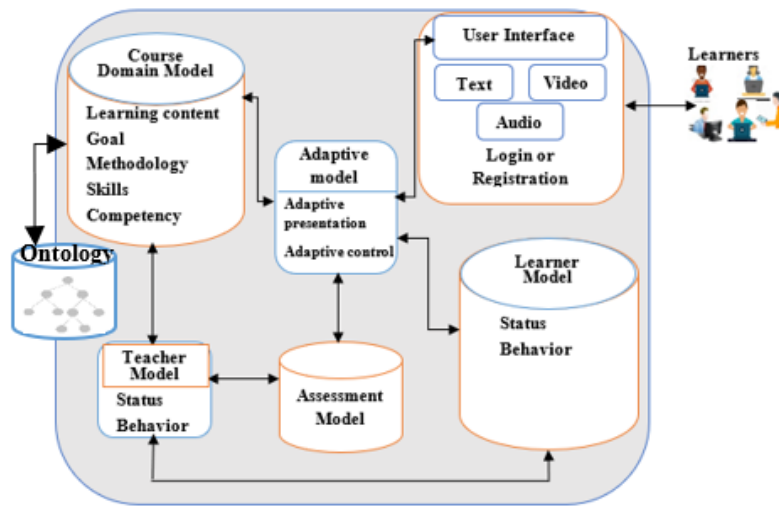 Course
Domain Model
Learning content
Goal
Methodology
Skills
Competency
Ontology
Adaptive
model
Adaptive
presentation
Adaptive control
User Interface
Text
Video
Audio
Login or
Registration
Learners
Learner
Model
Status
Behavior
Teacher
Model
Status
Behavior
Assessment
Model